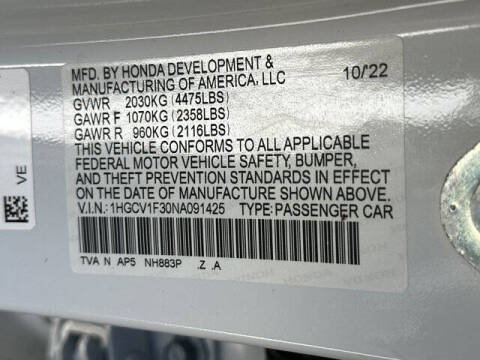 MFD. BY HONDA DEVELOPMENT &
MANUFACTURING OF AMERICA, LLC 10/22
GVWR 2030KG (4475LBS)
GAWR F 1070KG (2358LBS)
GAWR R 960KG (2116LBS)
THIS VEHICLE CONFORMS TO ALL APPLICABLE
FEDERAL MOTOR VEHICLE SAFETY, BUMPER,
AND THEFT PREVENTION STANDARDS IN EFFECT
ON THE DATE OF MANUFACTURE SHOWN ABOVE.
V.I.N.: 1HGCV1F30NA091425 TYPE: PASSENGER CAR
TVA N AP5 NH883P .Z .A
VE